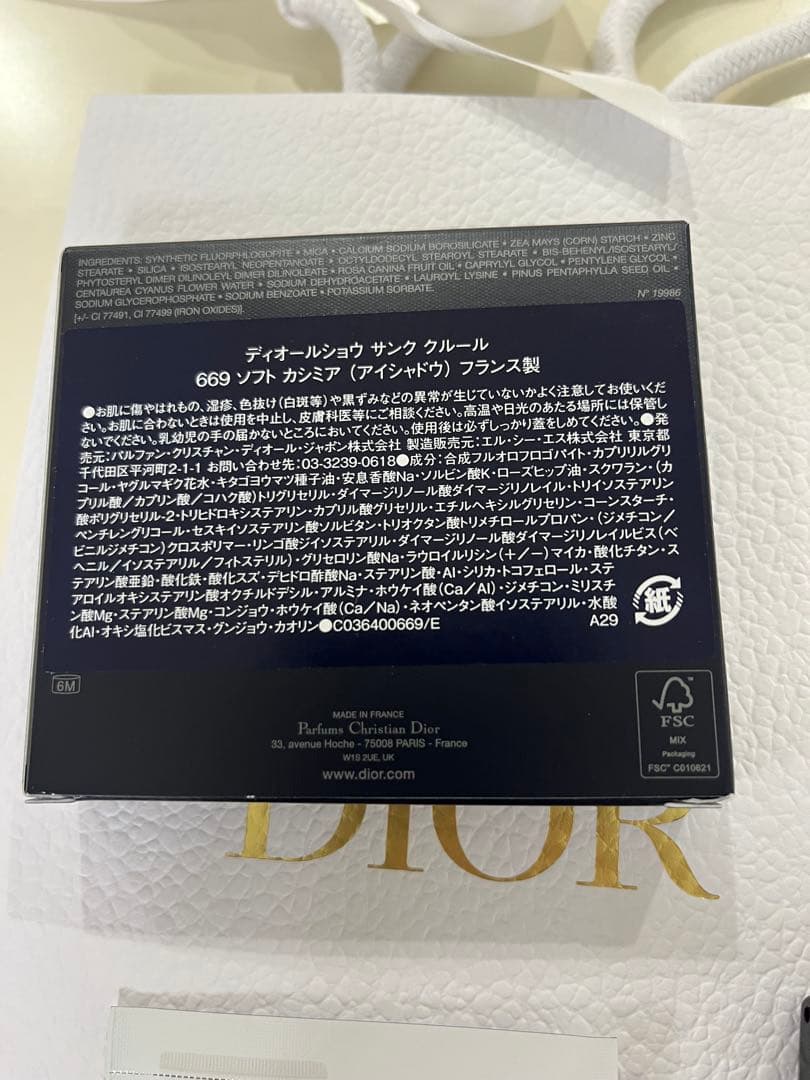 INGREDIENTS: SYNTHETIC FLUORPHLOGOPITE • MICA • CALCIUM SODIUM BOROSILICATE • ZEA MAYS (CORN) STARCH • ZINC
STEARATE • SILICA • ISOSTEARYL NEOPENTANOATE • OCTYLDODECYL STEAROYL STEARATE • BIS-BEHENYL/ISOSTEARYL/
PHYTOSTERYL DIMER DILINOLEYL DIMER DILINOLEATE • ROSA CANINA FRUIT OIL • CAPRYLYL GLYCOL • PENTYLENE GLYCOL •
CENTAUREA CYANUS FLOWER WATER • SODIUM DEHYDROACETATE • LAUROYL LYSINE • PINUS PENTAPHYLLA SEED OIL •
SODIUM GLYCEROPHOSPHATE • SODIUM BENZOATE • POTASSIUM SORBATE.
[+/- CI 77491, CI 77499 (IRON OXIDES)].
N° 19986
ディオールショウ サンク クルール
669 ソフト カシミア (アイシャドウ) フランス製
●お肌に傷やはれもの、湿疹、色抜け(白斑等)や黒ずみなどの異常が生じていないかよく注意してお使いくだ
さい。お肌に合わないときは使用を中止し、皮膚科医等にご相談ください。高温や日光のあたる場所には保管し
ないでください。乳幼児の手の届かないところにおいてください。使用後は必ずしっかり蓋をしめてください。●発
売元:パルファン・クリスチャン・ディオール・ジャポン株式会社 製造販売元:エル・シー・エス株式会社 東京都
千代田区平河町2-1-1 お問い合わせ先:03-3239-0618●成分:合成フルオロフロゴパイト・カプリリルグリ
コール・ヤグルマギク花水・キタゴヨウマツ種子油・安息香酸Na・ソルビン酸K・ローズヒップ油・スクワラン・(カ
プリル酸/カプリン酸/コハク酸)トリグリセリル・ダイマージリノール酸ダイマージリノレイル・トリイソステアリン
酸ポリグリセリル-2・トリヒドロキシステアリン・カプリル酸グリセリル・エチルヘキシルグリセリン・コーンスターチ・
ペンチレングリコール・セスキイソステアリン酸ソルビタン・トリオクタン酸トリメチロールプロパン・(ジメチコン/
ビニルジメチコン)クロスポリマー・リンゴ酸ジイソステアリル・ダイマージリノール酸ダイマージリノレイルビス(ベ
ヘニル/イソステアリル/フィトステリル)・グリセロリン酸Na・ラウロイルリシン(+/-)マイカ・酸化チタン・ス
テアリン酸亜鉛・酸化鉄・酸化スズ・デヒドロ酢酸Na・ステアリン酸・Al・シリカ・トコフェロール・ステ
アロイルオキシステアリン酸オクチルドデシル・アルミナ・ホウケイ酸(Ca/Al)・ジメチコン・ミリスチ
ン酸Mg・ステアリン酸Mg・コンジョウ・ホウケイ酸(Ca/Na)・ネオペンタン酸イソステアリル・水酸
化Al・オキシ塩化ビスマス・グンジョウ・カオリン●C036400669/E
A29
紙
6M
MADE IN FRANCE
Parfums Christian Dior
33, avenue Hoche - 75008 PARIS - France
W1S 2UE, UK
www.dior.com
FSC
MIX
Packaging
FSC™ C010621
DIOR